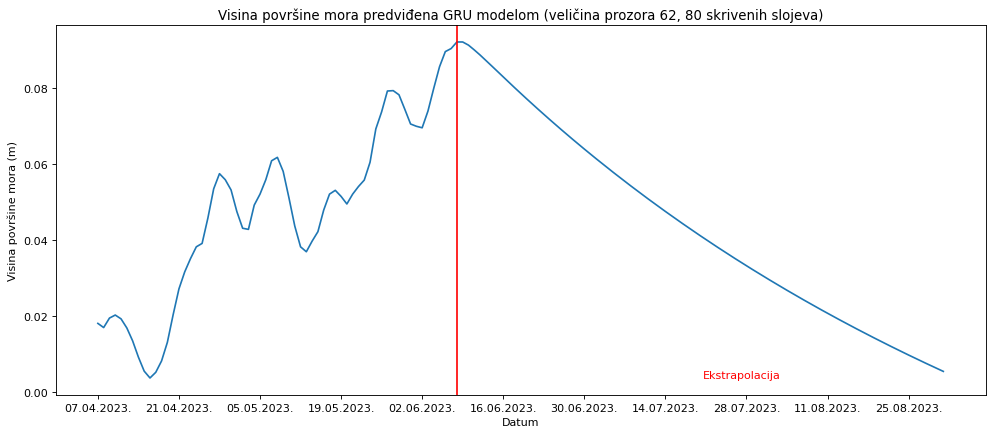 Visina površine mora predviđena GRU modelom (veličina prozora 62, 80 skrivenih slojeva)
Visina površine mora (m)
0.08
0.06
0.04
0.02
0.00
Ekstrapolacija
07.04.2023. 21.04.2023. 05.05.2023. 19.05.2023. 02.06.2023. 16.06.2023. 30.06.2023. 14.07.2023. 28.07.2023. 11.08.2023. 25.08.2023.
Datum